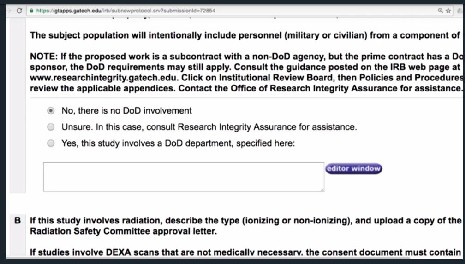 https://gtapps.gatech.edu/irb/subnewprotocol.srv?submissionId=72854
The subject population will intentionally include personnel (military or civilian) from a component of
NOTE: If the proposed work is a subcontract with a non-DoD agency, but the prime contract has a Do
sponsor, the DoD requirements may still apply. Consult the guidance posted on the IRB web page at
www.researchintegrity.gatech.edu. Click on Institutional Review Board, then Policies and Procedures
review the applicable appendices. Contact the Office of Research Integrity Assurance for assistance.
No, there is no DoD involvement
Unsure. In this case, consult Research Integrity Assurance for assistance.
Yes, this study involves a DoD department, specified here:
editor window
B If this study involves radiation, describe the type (ionizing or non-ionizing), and upload a copy of the
Radiation Safety Committee approval letter.
If studies involve DEXA scans that are not medically necessary, the consent document must contain